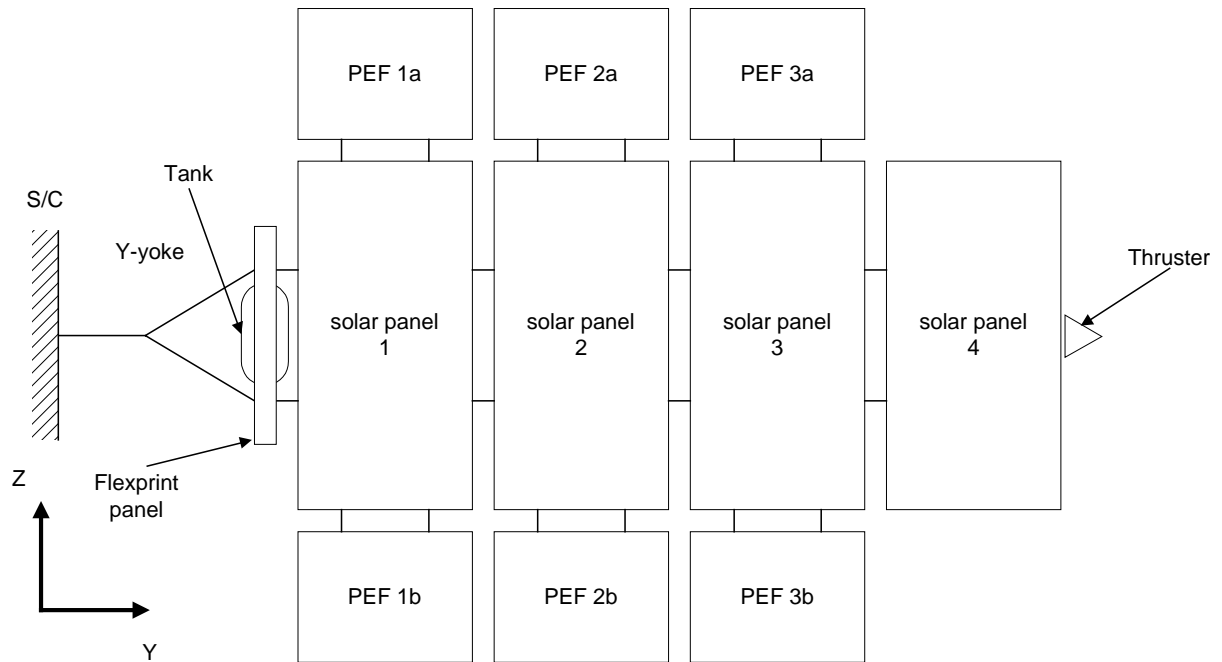 PEF 1a
PEF 2a
PEF 3a
Tank
S/C
Y-yoke
Thruster
solar panel
1
solar panel
2
solar panel
3
solar panel
4
Z
Flexprint
panel
PEF 1b
PEF 2b
PEF 3b
Y